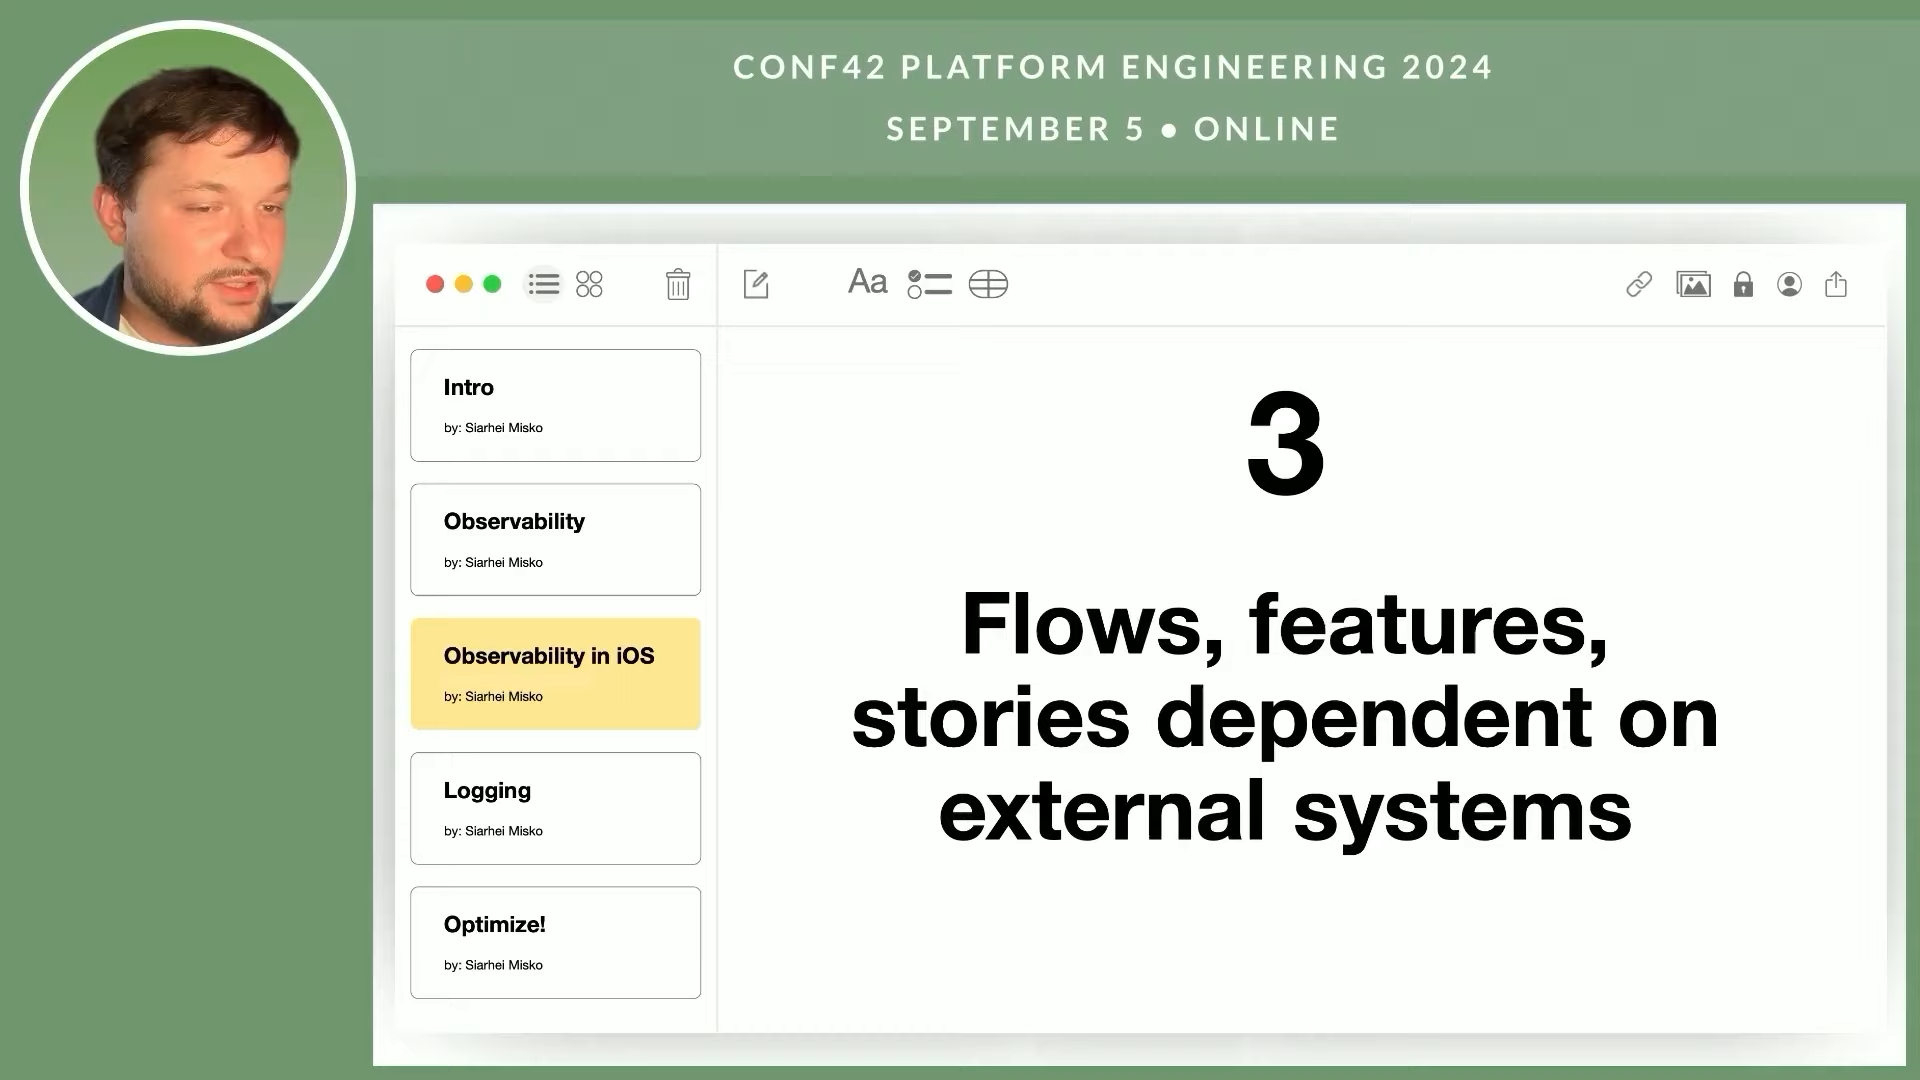 CONF42 PLATFORM ENGINEERING 2024
SEPTEMBER 5 • ONLINE
Aa
Intro
by: Siarhei Misko
Observability
by: Siarhei Misko
Observability in iOS
by: Siarhei Misko
Logging
by: Siarhei Misko
Optimize!
by: Siarhei Misko
3
Flows, features,
stories dependent on
external systems